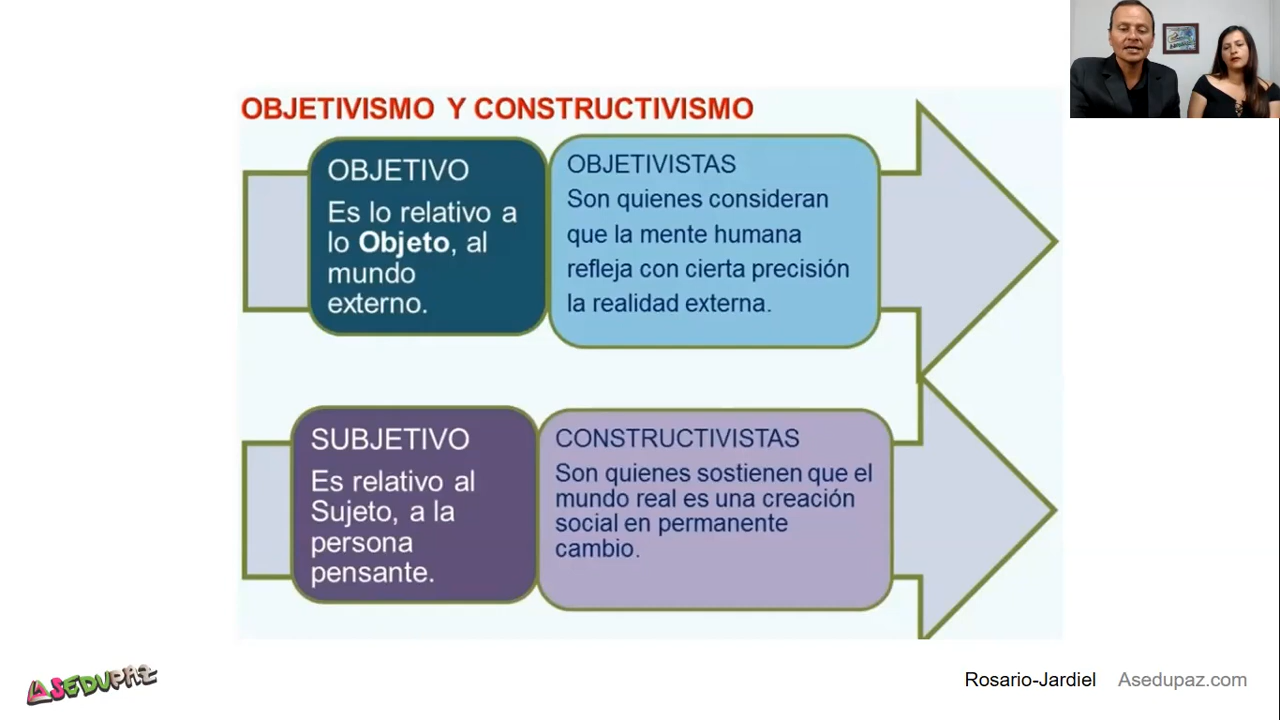 OBJETIVISMO Y CONSTRUCTIVISMO
OBJETIVO
Es lo relativo a
lo Objeto, al
mundo
externo.
OBJETIVISTAS
Son quienes consideran
que la mente humana
refleja con cierta precisión
la realidad externa.
SUBJETIVO
Es relativo al
Sujeto, a la
persona
pensante.
CONSTRUCTIVISTAS
Son quienes sostienen que el
mundo real es una creación
social en permanente
cambio.
ASEDUPAZ
Rosario-Jardiel Asedupaz.com